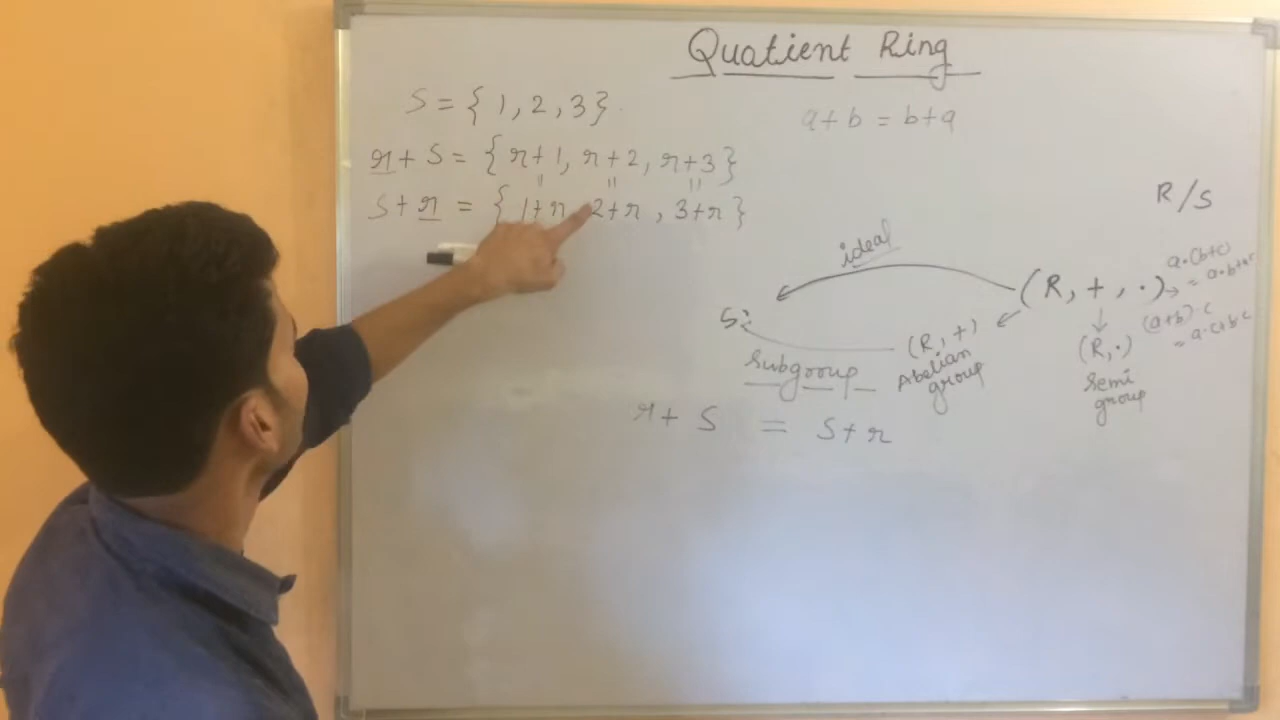 Quatient Ring
S = { 1, 2, 3 }.
a + b = b + a
r + S = { r + 1, r + 2, r + 3 }
" " "
S + r = { 1 + r, 2 + r, 3 + r }
R / S
ideal
(R, +, ·)
a·(b+c)
= a·b+a·c
(a+b)·c
= a·c+b·c
S:
(R, +)
Abelian
group
(R, ·)
Semi
group
Subgroup
r + S = S + r